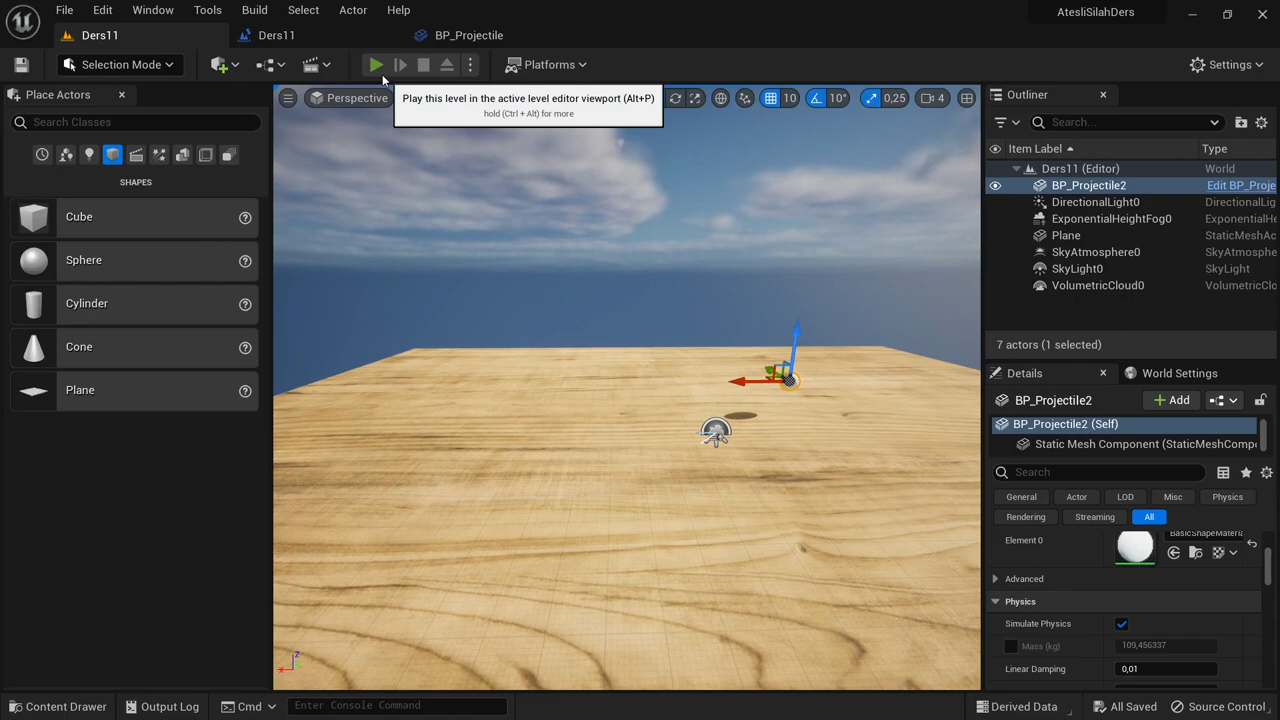 File Edit Window Tools Build Select Actor Help
AtesliSilahDers
Ders11
Ders11
BP_Projectile
Selection Mode
Platforms
Settings
Place Actors
Search Classes
SHAPES
Cube
Sphere
Cylinder
Cone
Plane
Perspective
Play this level in the active level editor viewport (Alt+P)
hold (Ctrl + Alt) for more
10
10°
0,25
4
Outliner
Search...
Item Label
Type
Ders11 (Editor)
World
BP_Projectile2
Edit BP_Proje
DirectionalLight0
DirectionalLig
ExponentialHeightFog0
ExponentialHe
Plane
StaticMeshAc
SkyAtmosphere0
SkyAtmosphe
SkyLight0
SkyLight
VolumetricCloud0
VolumetricClo
7 actors (1 selected)
Details
World Settings
BP_Projectile2
Add
BP_Projectile2 (Self)
Static Mesh Component (StaticMeshCompo
Search
General Actor LOD Misc Physics
Rendering Streaming All
Element 0
BasicShapeMateria
Advanced
Physics
Simulate Physics
Mass (kg)
109,456337
Linear Damping
0,01
Content Drawer
Output Log
Cmd
Enter Console Command
Derived Data
All Saved
Source Control